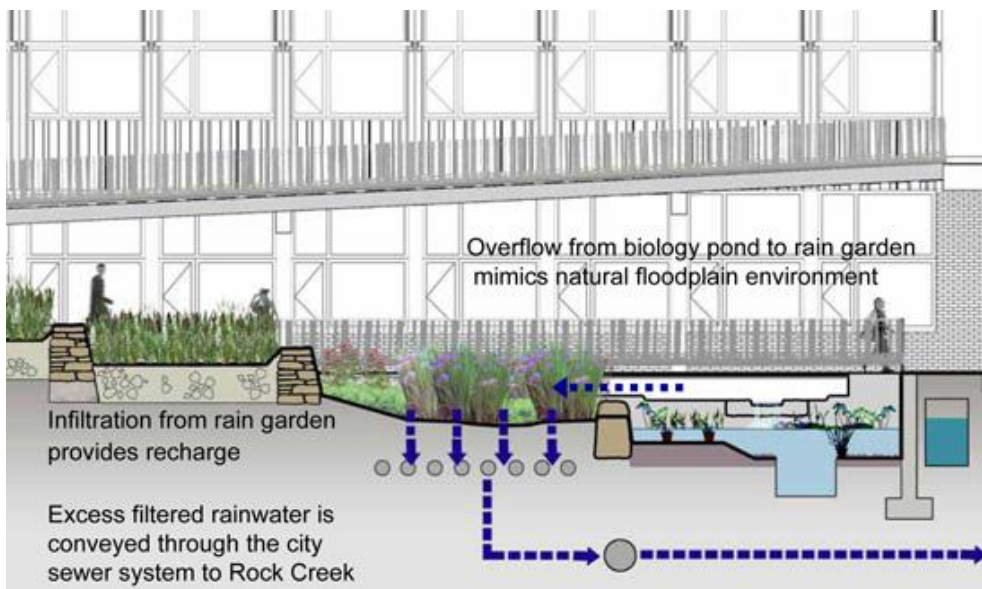 Overflow from biology pond to rain garden
mimics natural floodplain environment
Infiltration from rain garden
provides recharge
Excess filtered rainwater is
conveyed through the city
sewer system to Rock Creek